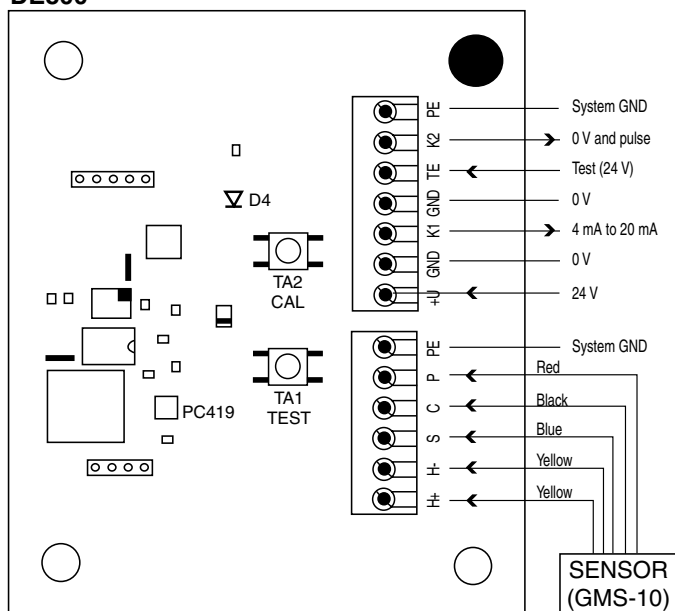 PE System GND
K2 0 V and pulse
TE Test (24 V)
GND 0 V
K1 4 mA to 20 mA
GND 0 V
+U 24 V
D4
TA2
CAL
PE System GND
P Red
C Black
S Blue
H- Yellow
H+ Yellow
TA1
TEST
PC419
SENSOR
(GMS-10)